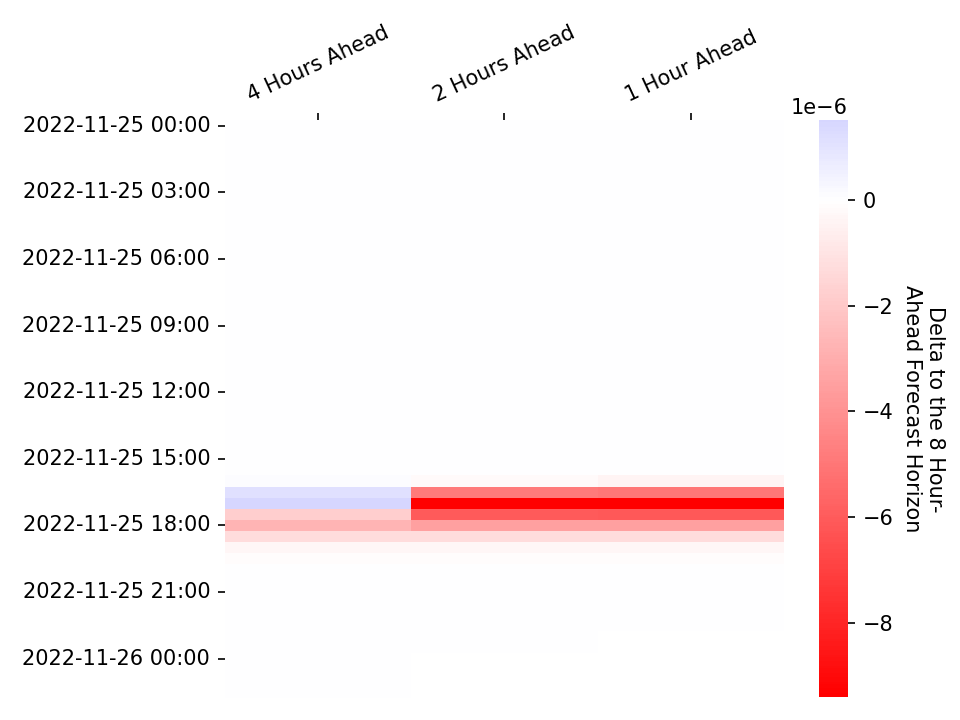 4 Hours Ahead
2 Hours Ahead
1 Hour Ahead
1e−6
2022-11-25 00:00
2022-11-25 03:00
2022-11-25 06:00
2022-11-25 09:00
2022-11-25 12:00
2022-11-25 15:00
2022-11-25 18:00
2022-11-25 21:00
2022-11-26 00:00
0
−2
−4
−6
−8
Delta to the 8 Hour-
Ahead Forecast Horizon